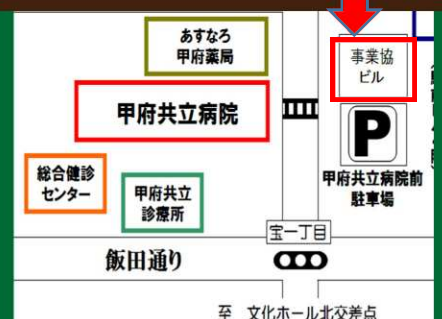 あすなろ
甲府薬局
事業協
ビル
甲府共立病院
P
総合健診
センター
甲府共立
診療所
甲府共立病院前
駐車場
宝一丁目
飯田通り
至 文化ホール北交差点